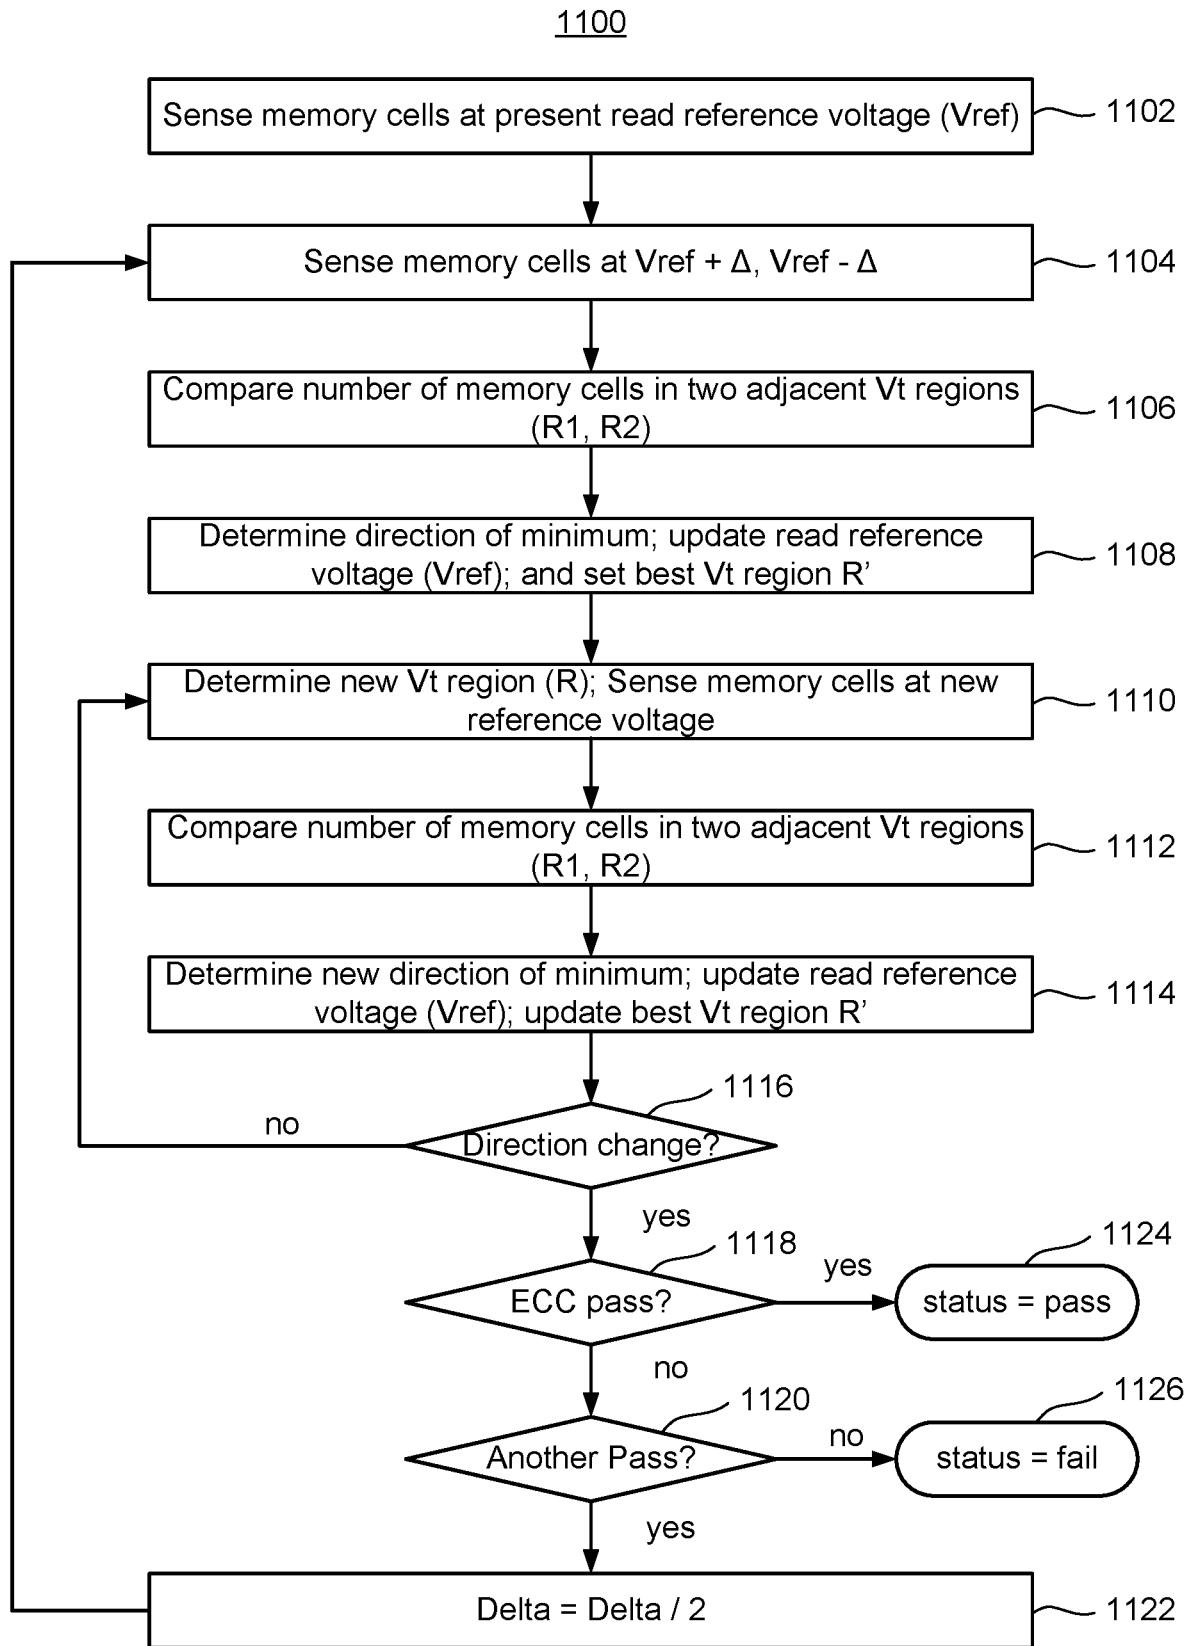 1100
Sense memory cells at present read reference voltage (Vref)
1102
Sense memory cells at Vref + Δ, Vref - Δ
1104
Compare number of memory cells in two adjacent Vt regions
(R1, R2)
1106
Determine direction of minimum; update read reference
voltage (Vref); and set best Vt region R’
1108
Determine new Vt region (R); Sense memory cells at new
reference voltage
1110
Compare number of memory cells in two adjacent Vt regions
(R1, R2)
1112
Determine new direction of minimum; update read reference
voltage (Vref); update best Vt region R’
1114
1116
no
Direction change?
yes
1118
1124
yes
ECC pass?
status = pass
no
1120
1126
no
Another Pass?
status = fail
yes
Delta = Delta / 2
1122